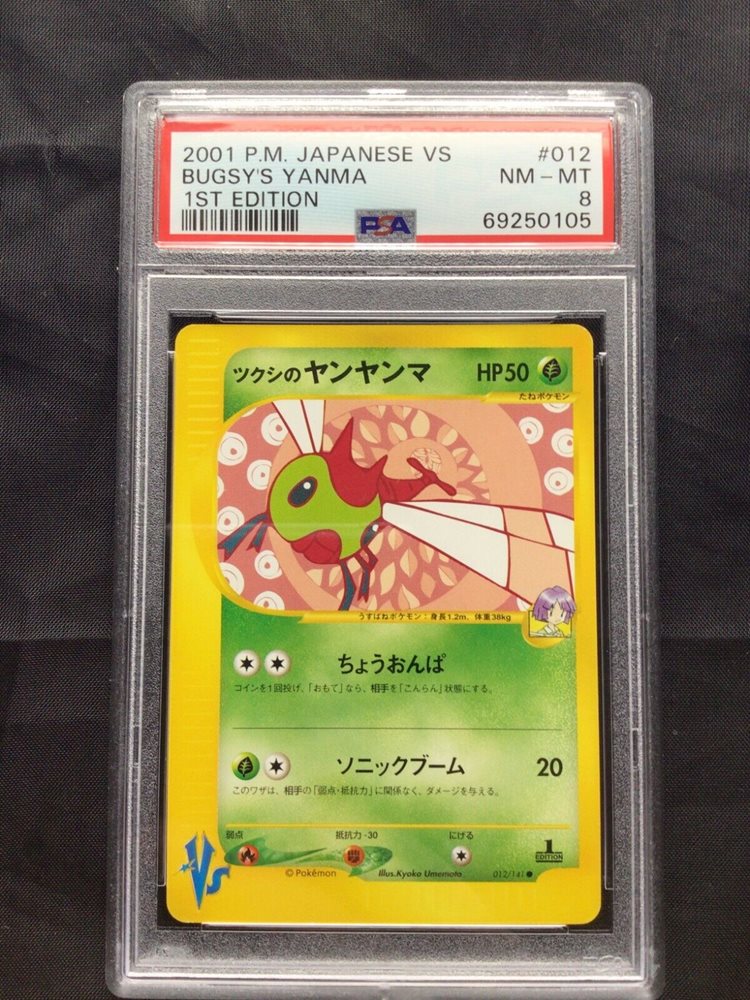 2001 P.M. JAPANESE VS #012
BUGSY'S YANMA NM - MT
1ST EDITION 8
PSA 69250105
ツクシのヤンヤンマ HP50
たねポケモン
うすばねポケモン：身長1.2m、体重38kg
ちょうおんぱ
コインを1回投げ、「おもて」なら、相手を「こんらん」状態にする。
ソニックブーム 20
このワザは、相手の「弱点・抵抗力」に関係なく、ダメージを与える。
弱点 抵抗力 -30 にげる
1
EDITION
VS
©Pokémon Illus.Kyoko Umemoto 012/141